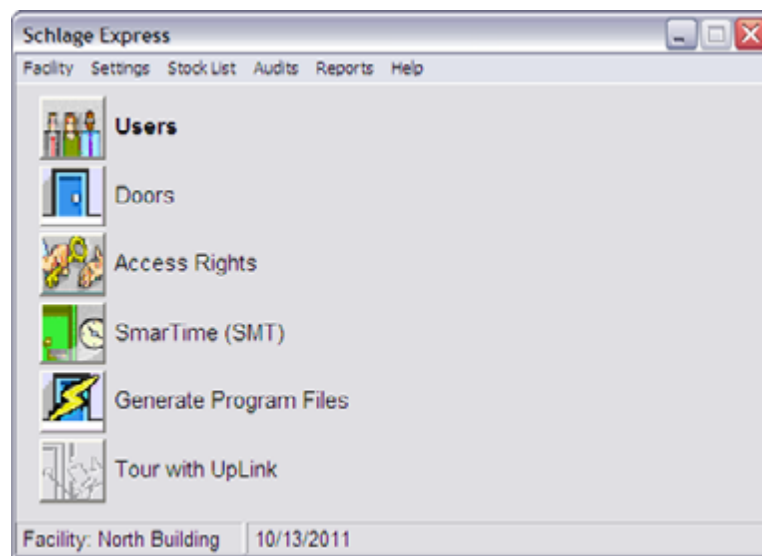 Schlage Express
Facility Settings Stock List Audits Reports Help
Users
Doors
Access Rights
SmarTime (SMT)
Generate Program Files
Tour with UpLink
Facility: North Building 10/13/2011